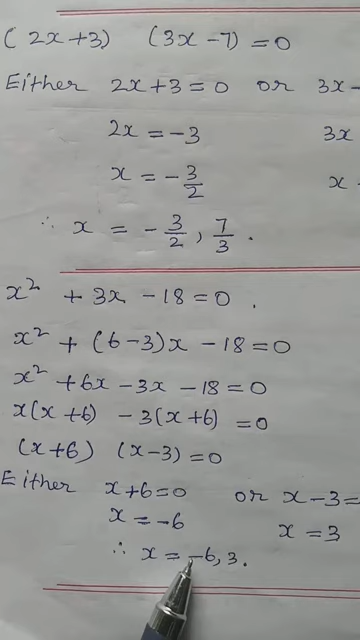 (2x+3) (3x-7)=0
Either 2x+3=0 or 3x-
2x = -3 3x
x = -3/2 x =
∴ x = -3/2, 7/3.
x² + 3x - 18 = 0.
x² + (6-3)x - 18 = 0
x² + 6x - 3x - 18 = 0
x(x+6) - 3(x+6) = 0
(x+6) (x-3) = 0
Either x+6=0 or x-3=
x = -6 x = 3
∴ x = -6, 3.